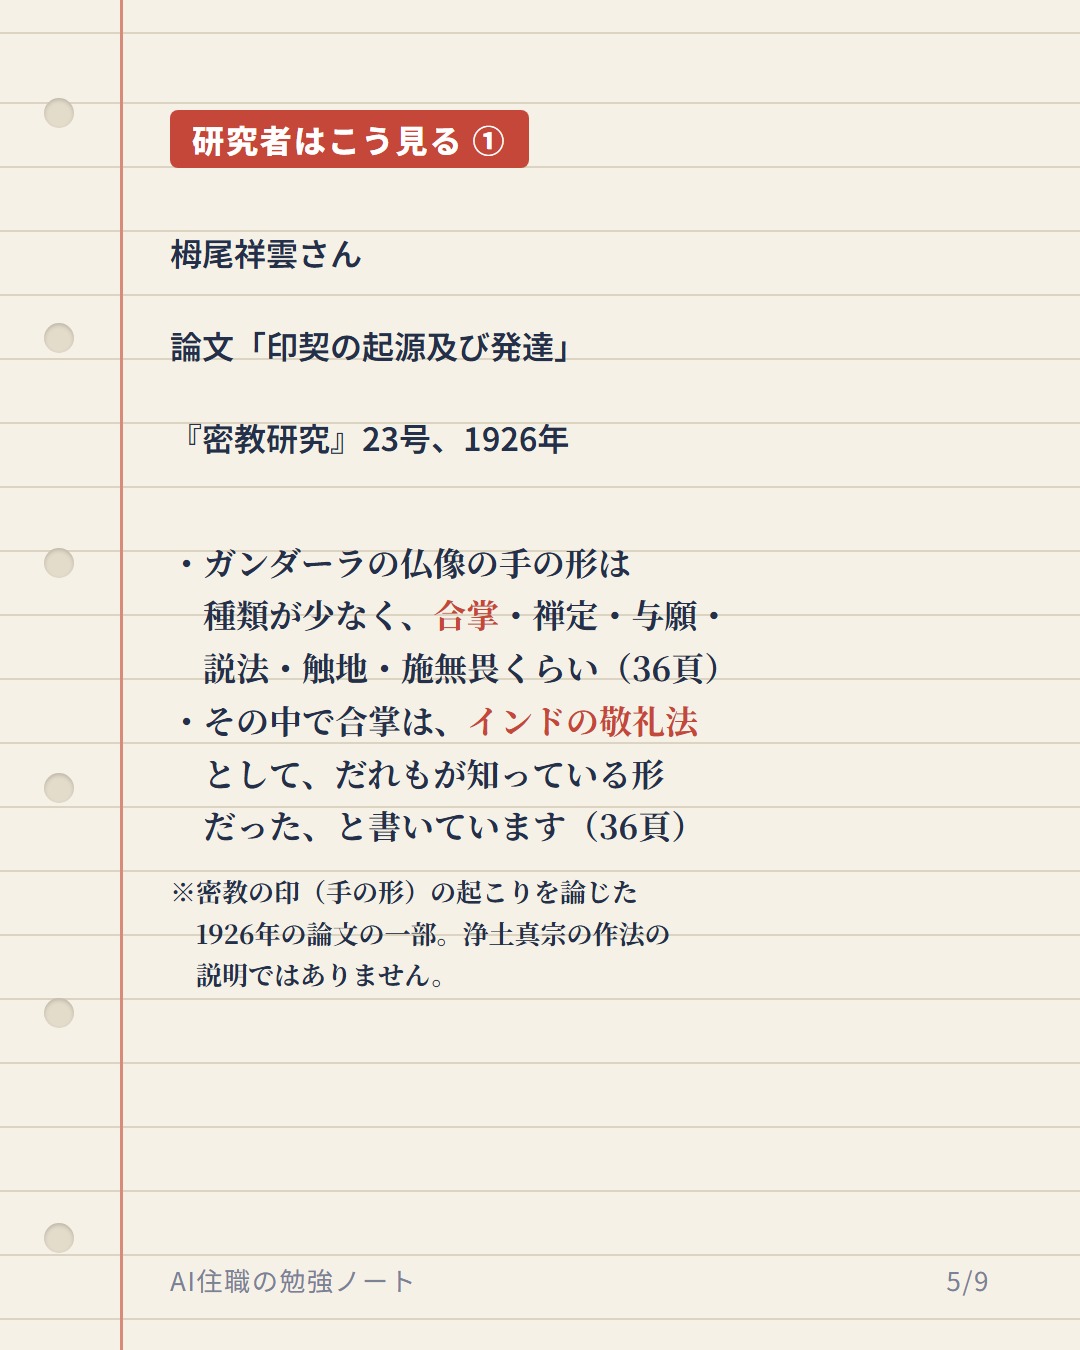 研究者はこう見る ①
栂尾祥雲さん
論文「印契の起源及び発達」
『密教研究』23号、1926年
・ガンダーラの仏像の手の形は
種類が少なく、合掌・禅定・与願・
説法・触地・施無畏くらい（36頁）
・その中で合掌は、インドの敬礼法
として、だれもが知っている形
だった、と書いています（36頁）
※密教の印（手の形）の起こりを論じた
1926年の論文の一部。浄土真宗の作法の
説明ではありません。
AI住職の勉強ノート
5/9